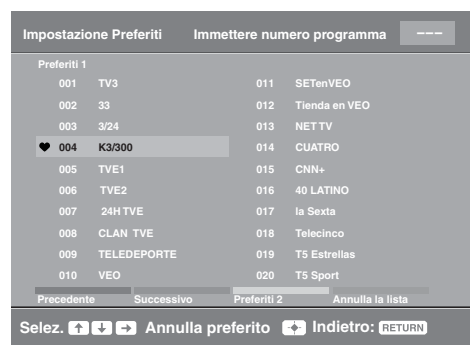 Impostazione Preferiti Immettere numero programma ---
Preferiti 1
001 TV3
002 33
003 3/24
004 K3/300
005 TVE1
006 TVE2
007 24H TVE
008 CLAN TVE
009 TELEDEPORTE
010 VEO
011 SETenVEO
012 Tienda en VEO
013 NET TV
014 CUATRO
015 CNN+
016 40 LATINO
017 la Sexta
018 Telecinco
019 T5 Estrellas
020 T5 Sport
Precedente Successivo Preferiti 2 Annulla la lista
Selez. Annulla preferito Indietro: RETURN